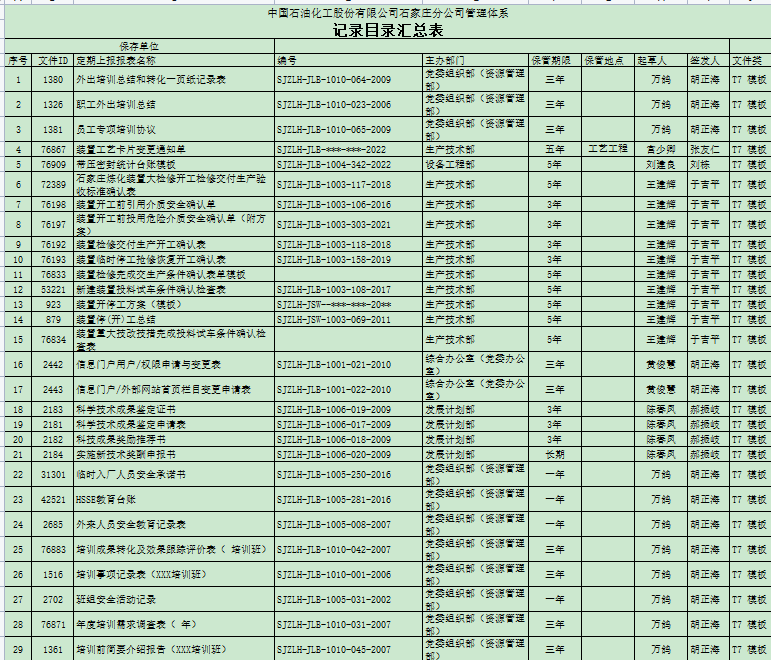 中国石油化工股份有限公司石家庄分公司管理体系
记录目录汇总表
保存单位
序号 文件ID 定期上报报表名称 编号 主办部门 保管期限 保管地点 起草人 签发人 文件类
1 1380 外出培训总结和转化一页纸记录表 SJZLH-JLB-1010-064-2009 党委组织部（资源管理部） 三年 万鸽 胡正海 T7 模板
2 1326 职工外出培训总结 SJZLH-JLB-1010-023-2006 党委组织部（资源管理部） 三年 万鸽 胡正海 T7 模板
3 1381 员工专项培训协议 SJZLH-JLB-1010-065-2009 党委组织部（资源管理部） 三年 万鸽 胡正海 T7 模板
4 76867 装置工艺卡片变更通知单 SJZLH-JLB-***-***-2022 生产技术部 五年 工艺工程 宫少卿 张友仁 T7 模板
5 76909 带压密封统计台账模板 SJZLH-JLB-1004-342-2022 设备工程部 5年 刘建良 刘栋 T7 模板
6 72389 石家庄炼化装置大检修开工检修交付生产验收标准确认表 SJZLH-JLB-1003-117-2018 生产技术部 5年 王建辉 于吉平 T7 模板
7 76198 装置开工前引用介质安全确认单 SJZLH-JLB-1003-106-2016 生产技术部 3年 王建辉 于吉平 T7 模板
8 76197 装置开工前投用危险介质安全确认单（附方案） SJZLH-JLB-1003-303-2021 生产技术部 3年 王建辉 于吉平 T7 模板
9 76192 装置检修交付生产开工确认表 SJZLH-JLB-1003-118-2018 生产技术部 5年 王建辉 于吉平 T7 模板
10 76193 装置临时停工抢修恢复开工确认表 SJZLH-JLB-1003-158-2019 生产技术部 5年 王建辉 于吉平 T7 模板
11 76833 装置检修完成交生产条件确认表单模板 生产技术部 5年 王建辉 于吉平 T7 模板
12 53221 新建装置投料试车条件确认检查表 SJZLH-JLB-1003-108-2017 生产技术部 5年 王建辉 于吉平 T7 模板
13 923 装置开停工方案（模板） SJZLH-JSW--***-***-20** 生产技术部 5年 王建辉 于吉平 T7 模板
14 879 装置停(开)工总结 SJZLH-JSW-1003-069-2011 生产技术部 5年 王建辉 于吉平 T7 模板
15 76834 装置重大技改技措完成投料试车条件确认检查表 生产技术部 5年 王建辉 于吉平 T7 模板
16 2442 信息门户用户/权限申请与变更表 SJZLH-JLB-1001-021-2010 综合办公室（党委办公室） 三年 黄俊慧 胡正海 T7 模板
17 2443 信息门户/外部网站首页栏目变更申请表 SJZLH-JLB-1001-022-2010 综合办公室（党委办公室） 三年 黄俊慧 胡正海 T7 模板
18 2183 科学技术成果鉴定证书 SJZLH-JLB-1006-019-2009 发展计划部 3年 陈春凤 郝振岐 T7 模板
19 2181 科学技术成果鉴定申请表 SJZLH-JLB-1006-017-2009 发展计划部 3年 陈春凤 郝振岐 T7 模板
20 2182 科技成果奖励推荐书 SJZLH-JLB-1006-018-2009 发展计划部 3年 陈春凤 郝振岐 T7 模板
21 2184 实施新技术奖酬申报书 SJZLH-JLB-1006-020-2009 发展计划部 长期 陈春凤 郝振岐 T7 模板
22 31301 临时入厂人员安全承诺书 SJZLH-JLB-1005-250-2016 党委组织部（资源管理部） 一年 万鸽 胡正海 T7 模板
23 42521 HSSE教育台账 SJZLH-JLB-1005-281-2016 党委组织部（资源管理部） 一年 万鸽 胡正海 T7 模板
24 2685 外来人员安全教育记录表 SJZLH-JLB-1005-008-2007 党委组织部（资源管理部） 一年 万鸽 胡正海 T7 模板
25 76883 培训成果转化及效果跟踪评价表（ 培训班） SJZLH-JLB-1010-042-2007 党委组织部（资源管理部） 三年 万鸽 胡正海 T7 模板
26 1516 培训事项记录表（XXX培训班） SJZLH-JLB-1010-001-2006 党委组织部（资源管理部） 三年 万鸽 胡正海 T7 模板
27 2702 班组安全活动记录 SJZLH-JLB-1005-031-2002 党委组织部（资源管理部） 一年 万鸽 胡正海 T7 模板
28 76871 年度培训需求调查表（ 年） SJZLH-JLB-1010-031-2007 党委组织部（资源管理部） 三年 万鸽 胡正海 T7 模板
29 1361 培训前简要介绍报告（XXX培训班） SJZLH-JLB-1010-045-2007 党委组织部（资源管理部） 三年 万鸽 胡正海 T7 模板